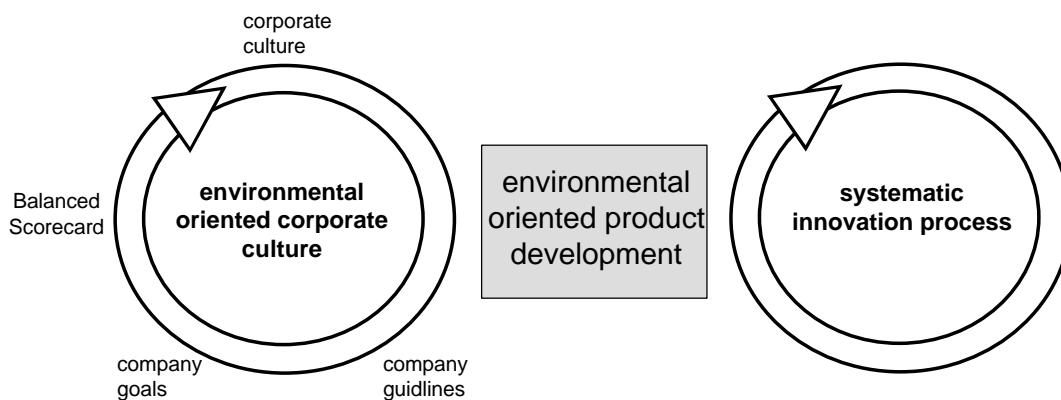 corporate
culture
Balanced
Scorecard
environmental
oriented corporate
culture
company
goals
company
guidlines
environmental
oriented product
development
systematic
innovation process